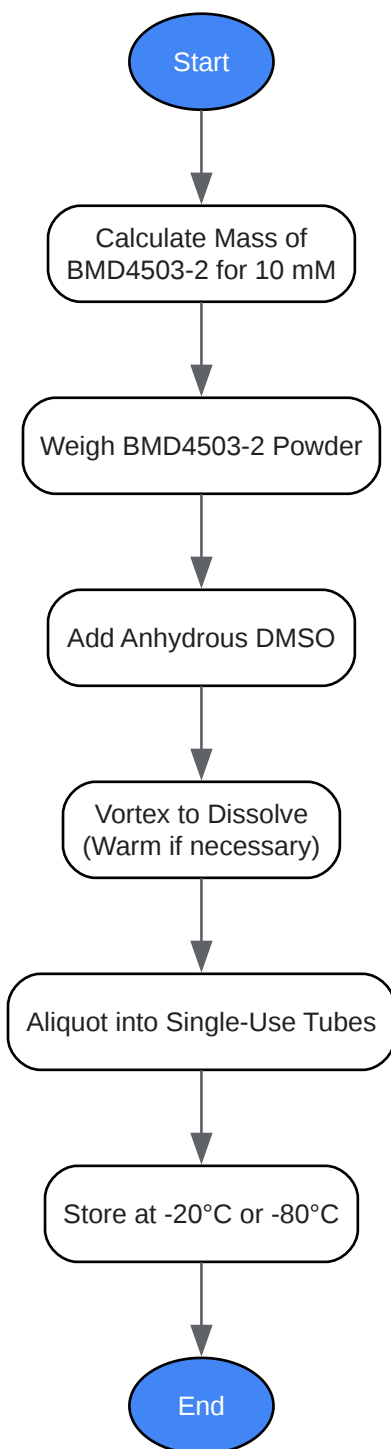 Start
Calculate Mass of
BMD4503-2 for 10 mM
Weigh BMD4503-2 Powder
Add Anhydrous DMSO
Vortex to Dissolve
(Warm if necessary)
Aliquot into Single-Use Tubes
Store at -20°C or -80°C
End